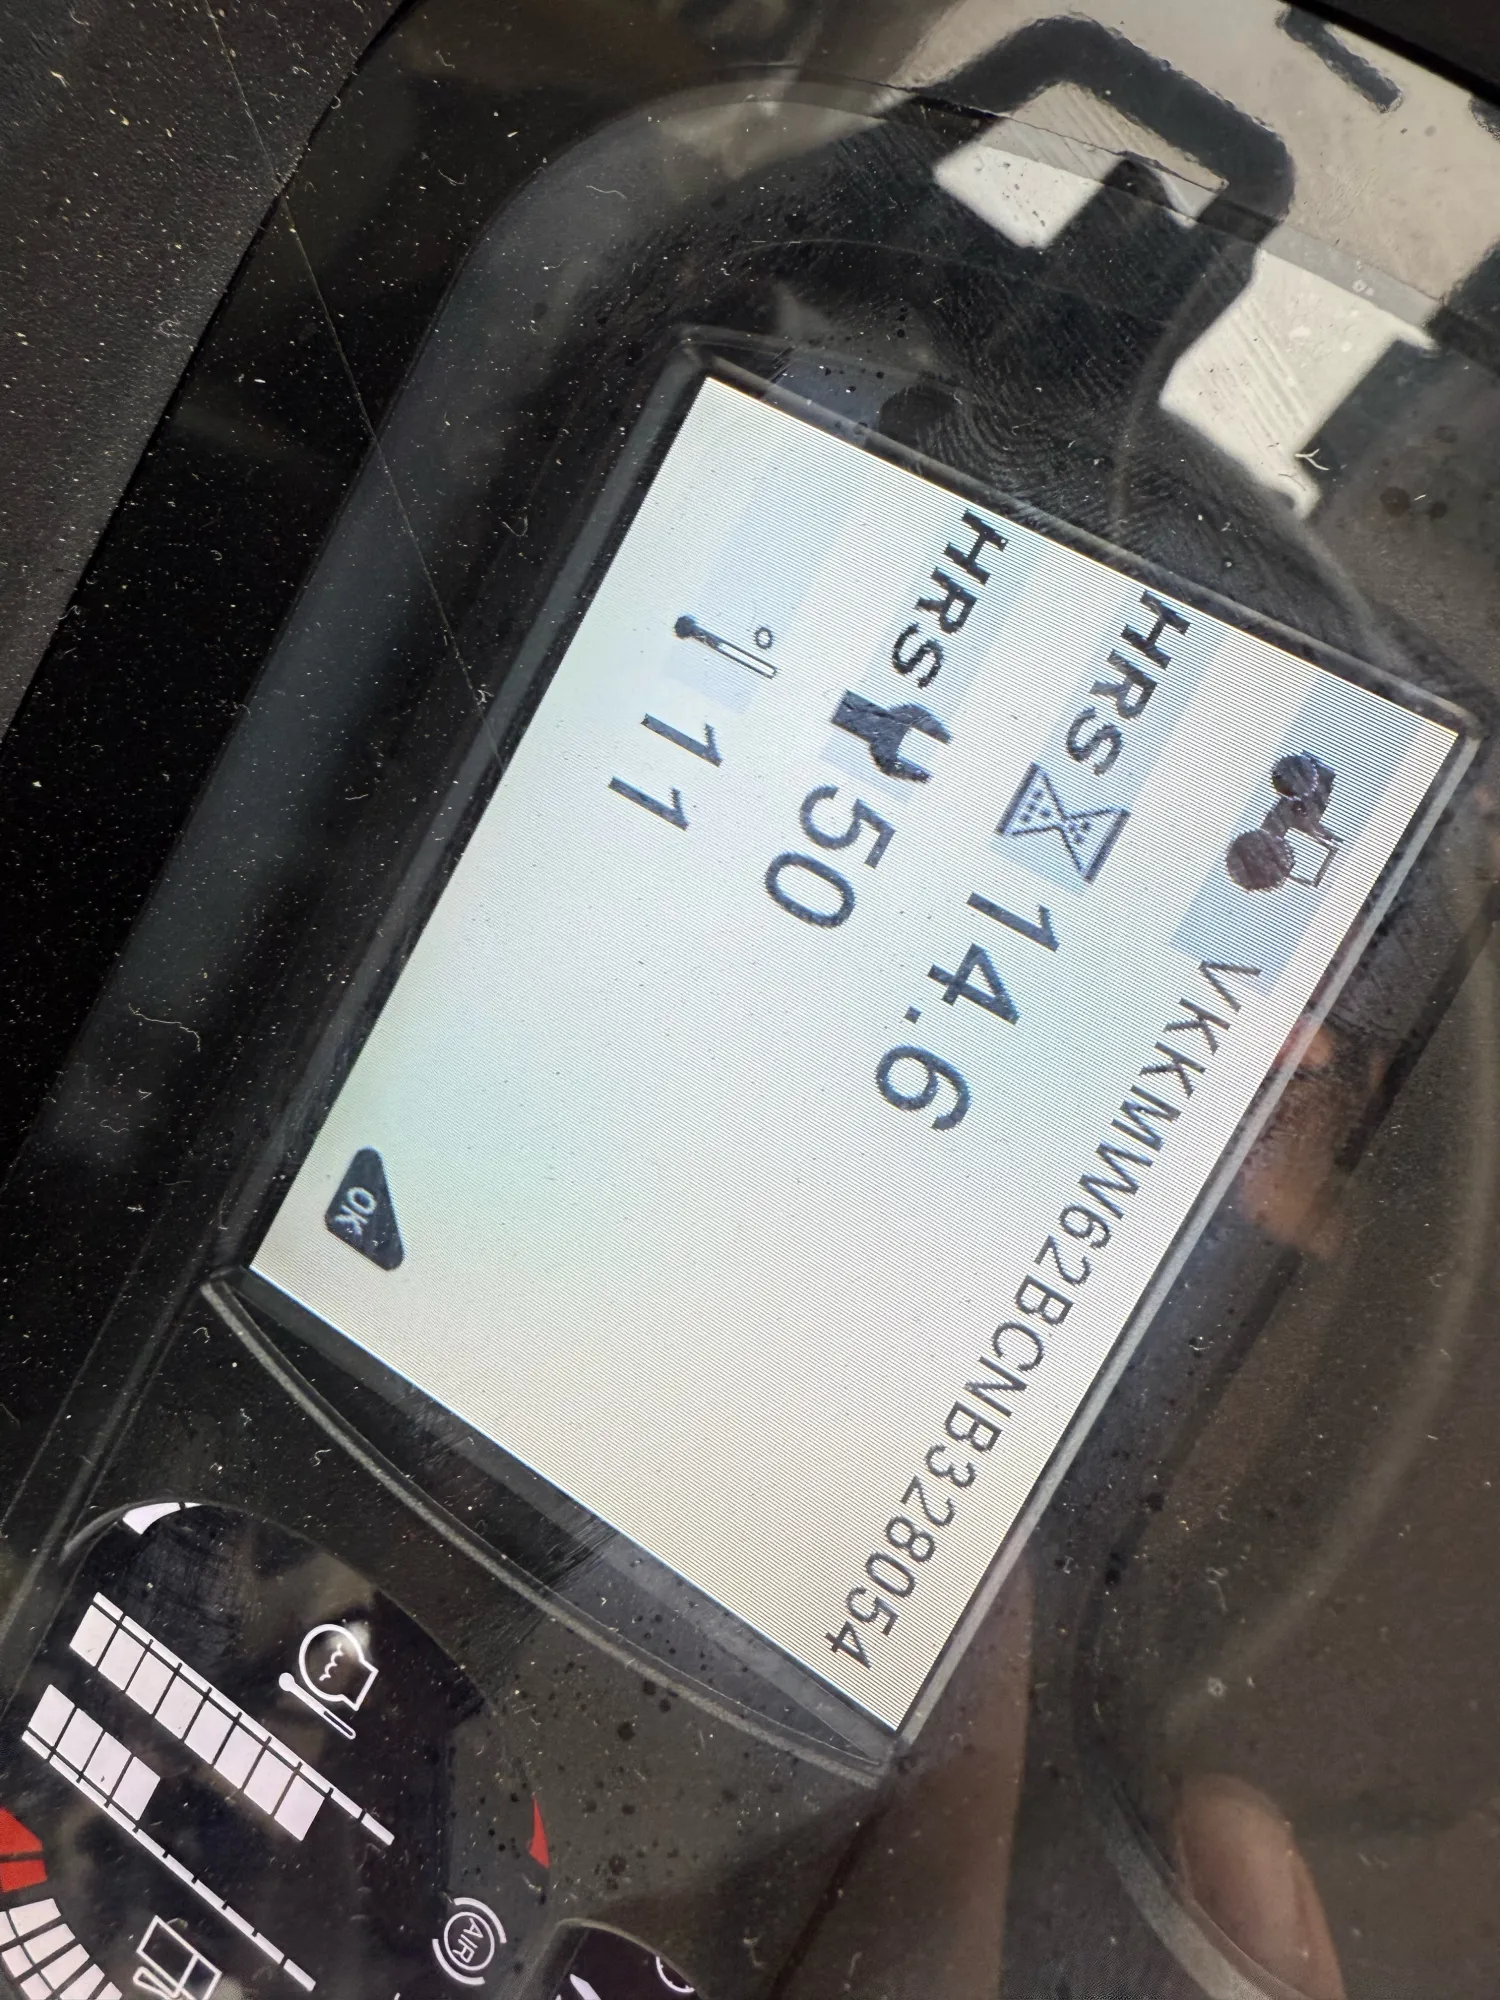 VKKMW62BCNB328054
HRS 14.6
HRS 50
° 11
OK
AIR